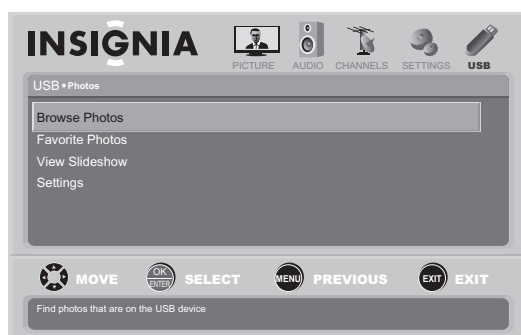 INSIGNIA
PICTURE AUDIO CHANNELS SETTINGS USB
USB•Photos
Browse Photos
Favorite Photos
View Slideshow
Settings
MOVE OK ENTER SELECT MENU PREVIOUS EXIT EXIT
Find photos that are on the USB device